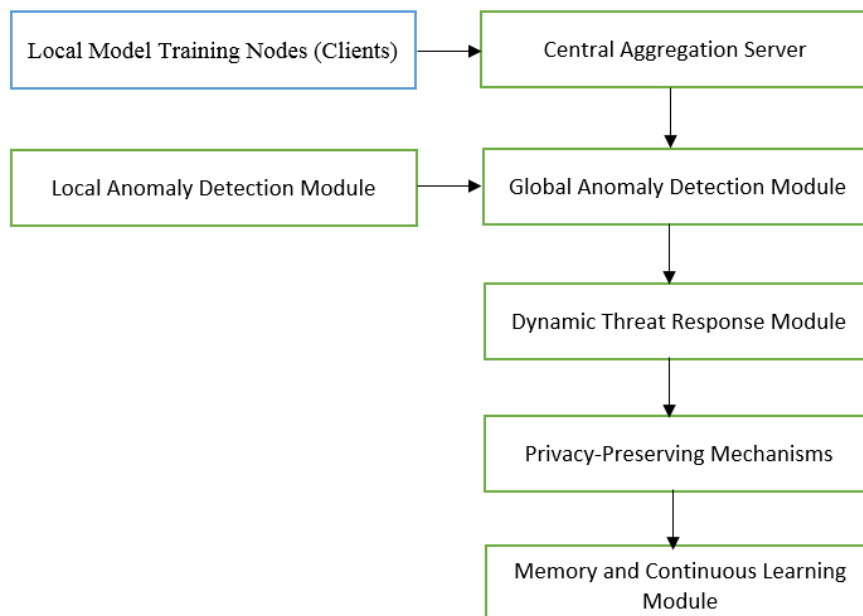 Local Model Training Nodes (Clients)
Central Aggregation Server
Local Anomaly Detection Module
Global Anomaly Detection Module
Dynamic Threat Response Module
Privacy-Preserving Mechanisms
Memory and Continuous Learning
Module